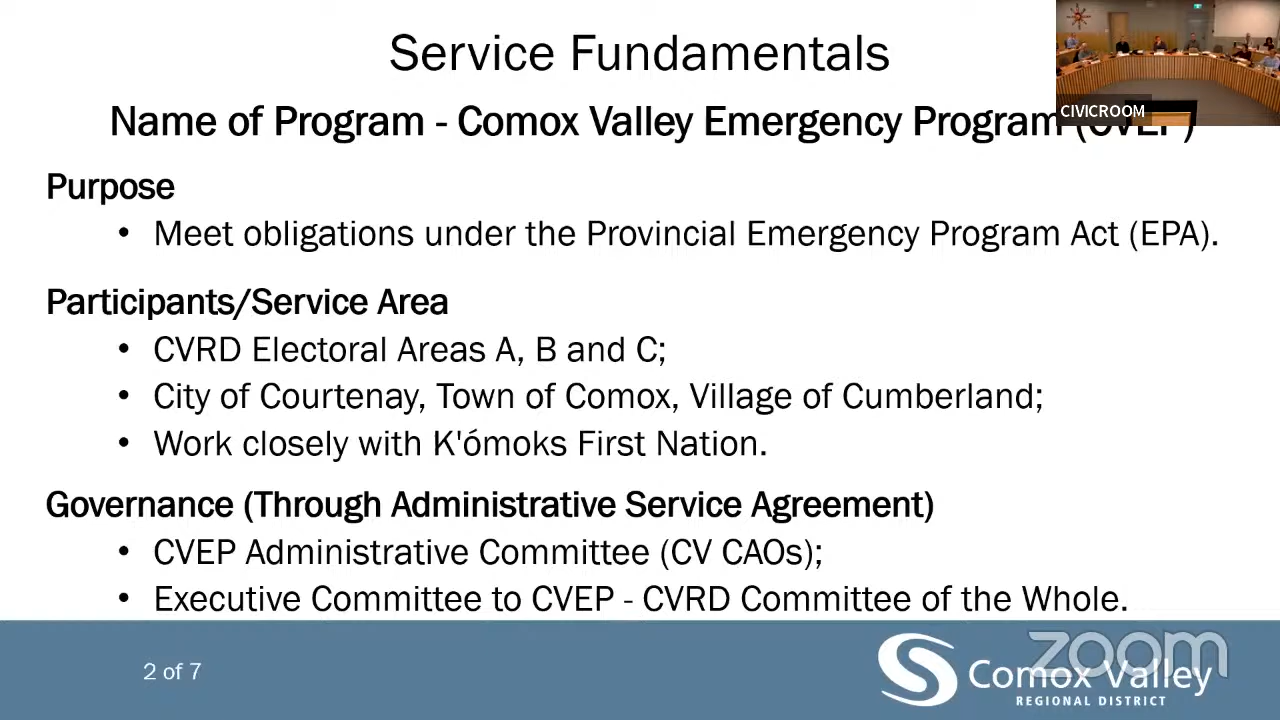 Service Fundamentals
Name of Program - Comox Valley Emergency Program (CVEP)
CIVICROOM
Purpose
• Meet obligations under the Provincial Emergency Program Act (EPA).
Participants/Service Area
• CVRD Electoral Areas A, B and C;
• City of Courtenay, Town of Comox, Village of Cumberland;
• Work closely with K'ómoks First Nation.
Governance (Through Administrative Service Agreement)
• CVEP Administrative Committee (CV CAOs);
• Executive Committee to CVEP - CVRD Committee of the Whole.
2 of 7
zoom
Comox Valley
REGIONAL DISTRICT